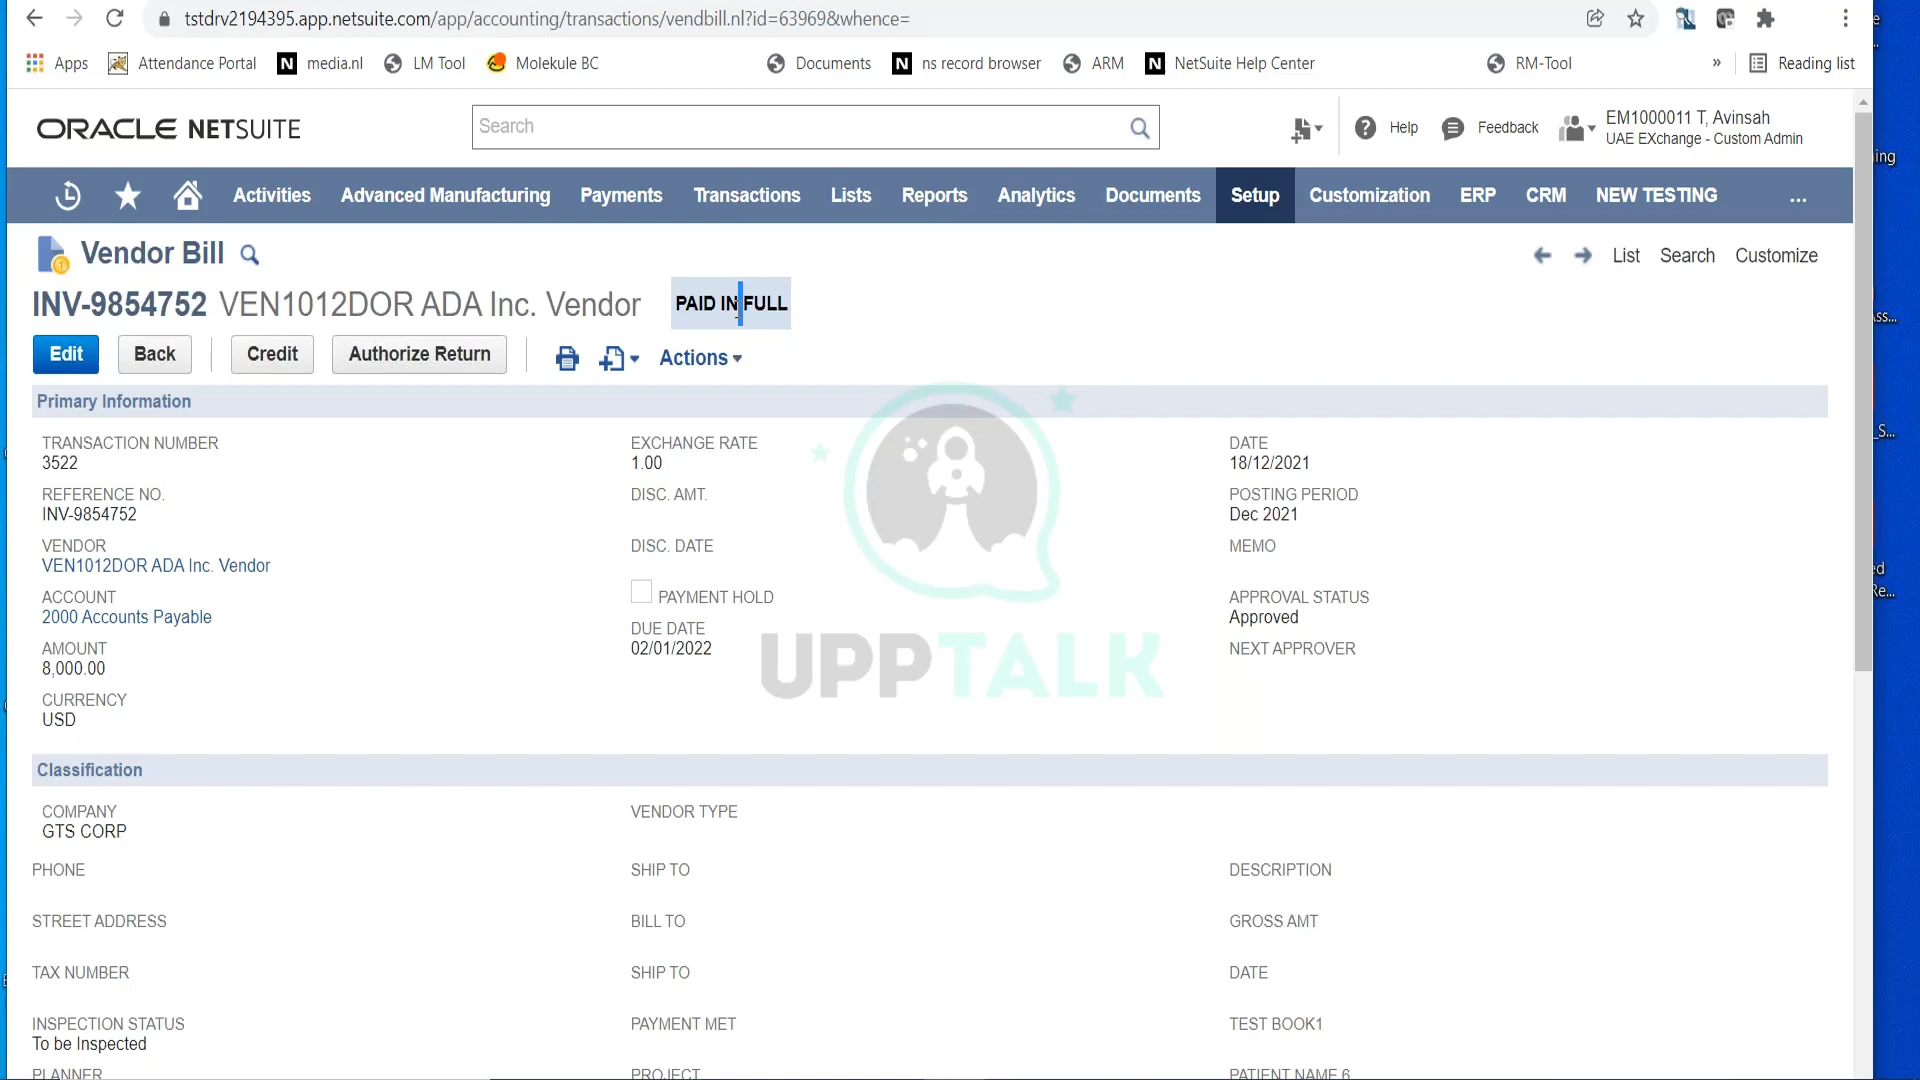 tstdrv2194395.app.netsuite.com/app/accounting/transactions/vendbill.nl?id=63969&whence=
Apps Attendance Portal N media.nl LM Tool Molekule BC Documents N ns record browser ARM N NetSuite Help Center RM-Tool » Reading list
ORACLE NETSUITE
Search
Help
Feedback
EM1000011 T, Avinsah
UAE EXchange - Custom Admin
Activities Advanced Manufacturing Payments Transactions Lists Reports Analytics Documents Setup Customization ERP CRM NEW TESTING ...
Vendor Bill
List Search Customize
INV-9854752 VEN1012DOR ADA Inc. Vendor PAID IN FULL
Edit Back Credit Authorize Return Actions
Primary Information
TRANSACTION NUMBER
3522
REFERENCE NO.
INV-9854752
VENDOR
VEN1012DOR ADA Inc. Vendor
ACCOUNT
2000 Accounts Payable
AMOUNT
8,000.00
CURRENCY
USD
EXCHANGE RATE
1.00
DISC. AMT.
DISC. DATE
PAYMENT HOLD
DUE DATE
02/01/2022
DATE
18/12/2021
POSTING PERIOD
Dec 2021
MEMO
APPROVAL STATUS
Approved
NEXT APPROVER
UPPTALK
Classification
COMPANY
GTS CORP
VENDOR TYPE
PHONE
SHIP TO
DESCRIPTION
STREET ADDRESS
BILL TO
GROSS AMT
TAX NUMBER
SHIP TO
DATE
INSPECTION STATUS
To be Inspected
PAYMENT MET
TEST BOOK1
PLANNER
PROJECT
PATIENT NAME 6